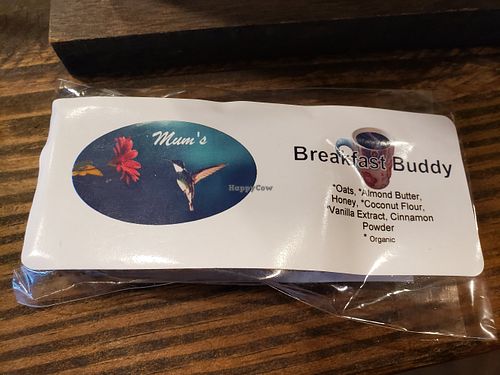 Mum's
HappyCow
Breakfast Buddy
*Oats, *Almond Butter,
Honey, *Coconut Flour,
*Vanilla Extract, Cinnamon
Powder
* Organic